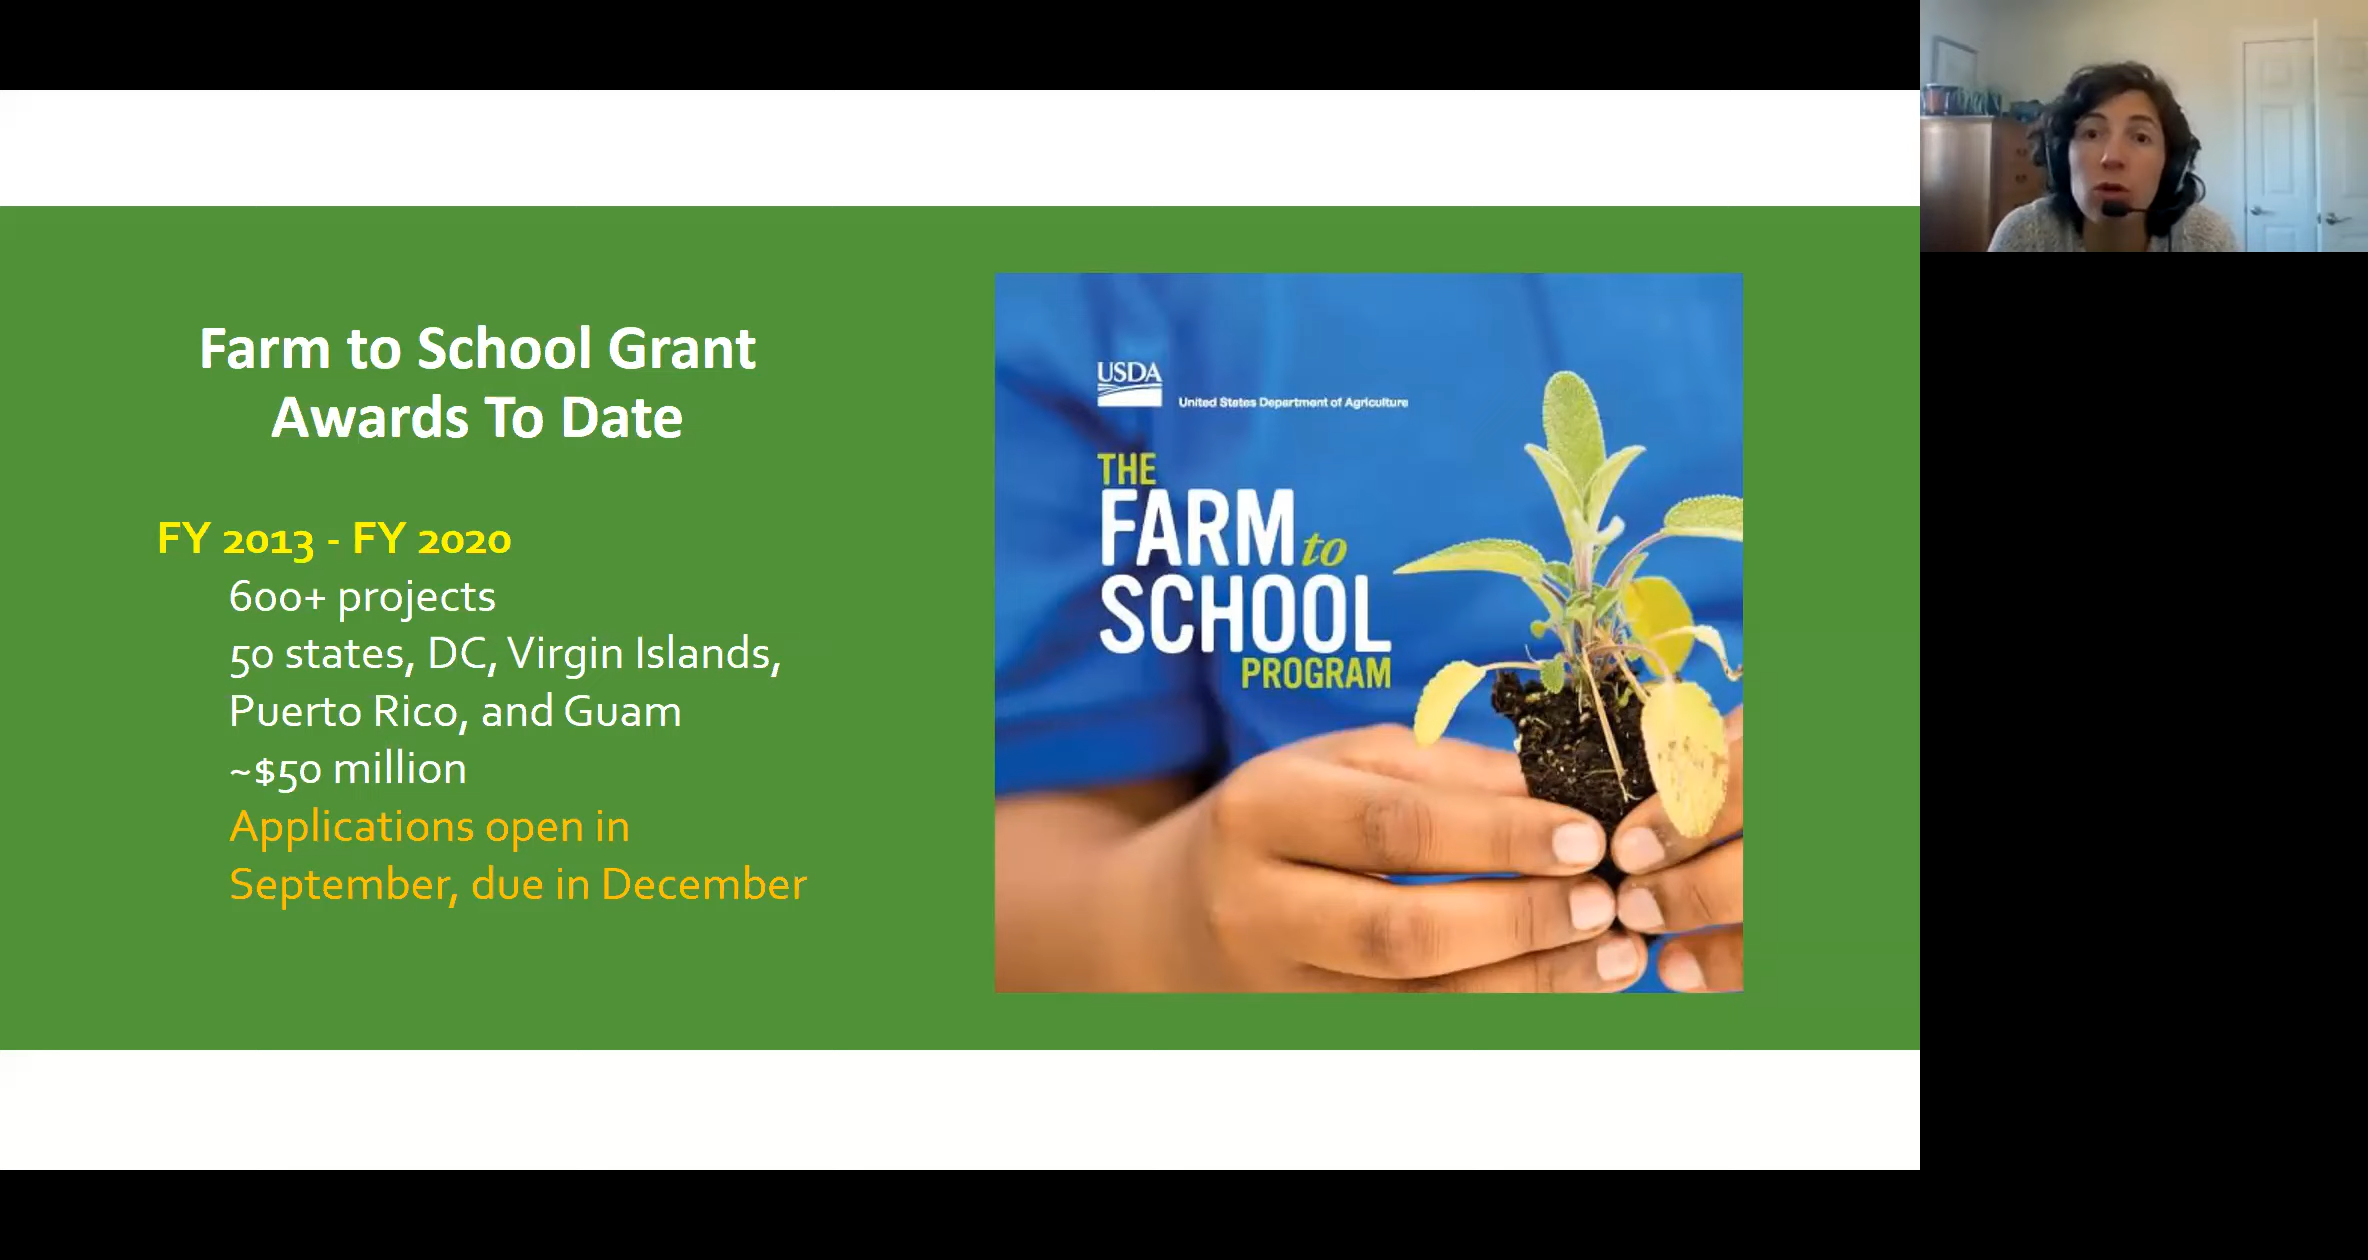 Farm to School Grant
Awards To Date
FY 2013 - FY 2020
600+ projects
50 states, DC, Virgin Islands,
Puerto Rico, and Guam
~$50 million
Applications open in
September, due in December
USDA
United States Department of Agriculture
THE
FARM to
SCHOOL
PROGRAM